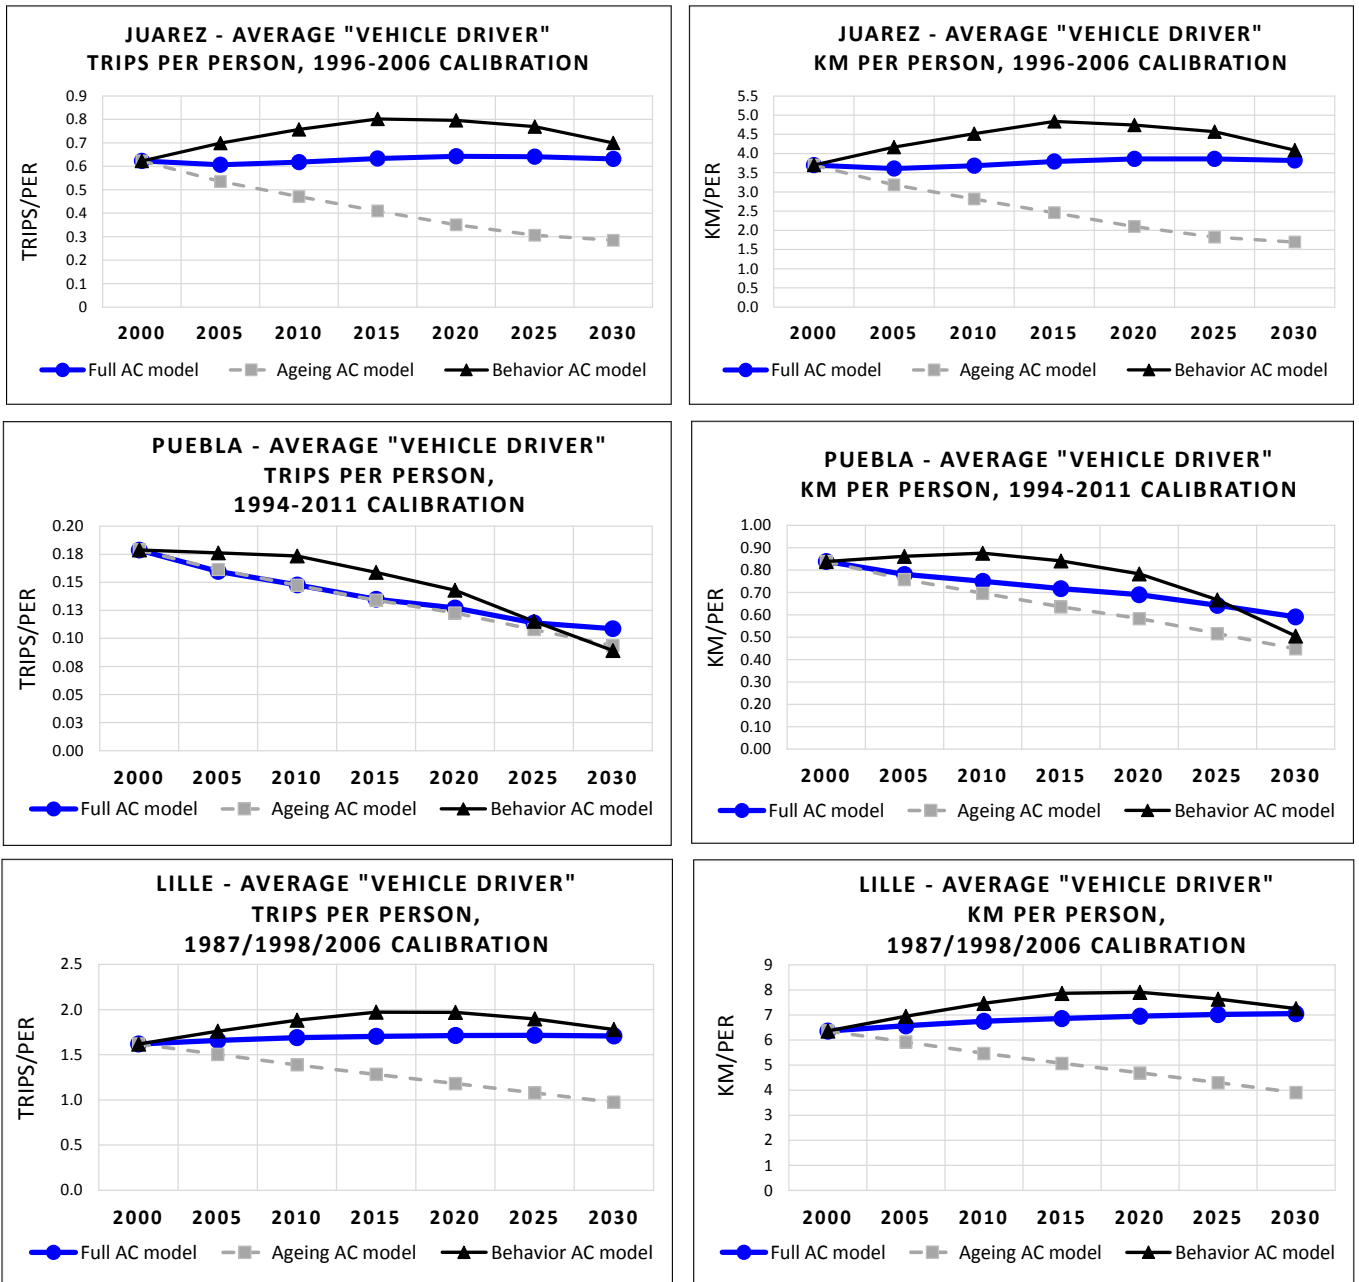 JUAREZ - AVERAGE "VEHICLE DRIVER"
TRIPS PER PERSON, 1996-2006 CALIBRATION
0.9
0.8
0.7
0.6
0.5
0.4
0.3
0.2
0.1
0
TRIPS/PER
2000 2005 2010 2015 2020 2025 2030
Full AC model Ageing AC model Behavior AC model
JUAREZ - AVERAGE "VEHICLE DRIVER"
KM PER PERSON, 1996-2006 CALIBRATION
5.5
5.0
4.5
4.0
3.5
3.0
2.5
2.0
1.5
1.0
0.5
0.0
KM/PER
2000 2005 2010 2015 2020 2025 2030
Full AC model Ageing AC model Behavior AC model
PUEBLA - AVERAGE "VEHICLE DRIVER"
TRIPS PER PERSON,
1994-2011 CALIBRATION
0.20
0.18
0.15
0.13
0.10
0.08
0.05
0.03
0.00
TRIPS/PER
2000 2005 2010 2015 2020 2025 2030
Full AC model Ageing AC model Behavior AC model
PUEBLA - AVERAGE "VEHICLE DRIVER"
KM PER PERSON, 1994-2011 CALIBRATION
1.00
0.90
0.80
0.70
0.60
0.50
0.40
0.30
0.20
0.10
0.00
KM/PER
2000 2005 2010 2015 2020 2025 2030
Full AC model Ageing AC model Behavior AC model
LILLE - AVERAGE "VEHICLE DRIVER"
TRIPS PER PERSON,
1987/1998/2006 CALIBRATION
2.5
2.0
1.5
1.0
0.5
0.0
TRIPS/PER
2000 2005 2010 2015 2020 2025 2030
Full AC model Ageing AC model Behavior AC model
LILLE - AVERAGE "VEHICLE DRIVER"
KM PER PERSON,
1987/1998/2006 CALIBRATION
9
8
7
6
5
4
3
2
1
0
KM/PER
2000 2005 2010 2015 2020 2025 2030
Full AC model Ageing AC model Behavior AC model